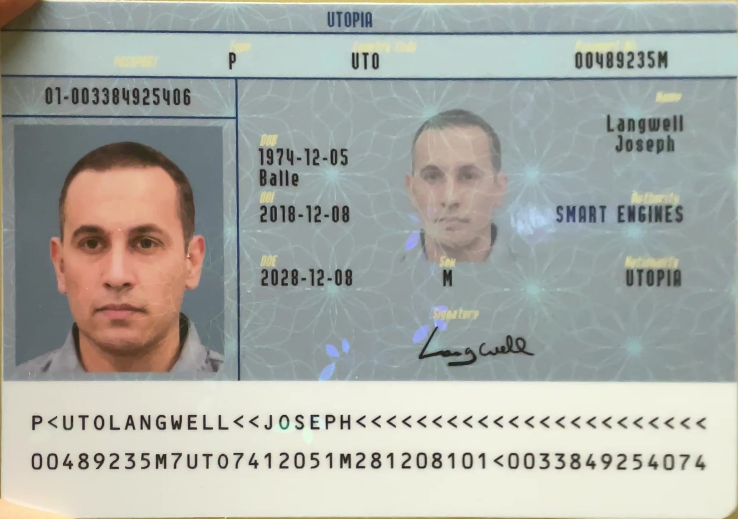 UTOPIA
PASSPORT Type Country Code Passport No
P UTO 00489235M
01-003384925406
Name
Langwell
Joseph
DOB
1974-12-05
Balle
DOI Authority
2018-12-08 SMART ENGINES
DOE Sex
2028-12-08 M UTOPIA
Signature
Langwell
P<UTOLANGWELL<<JOSEPH<<<<<<<<<<<<<<<<<<<<<<<
00489235M7UTO7412051M281208101<0033849254074